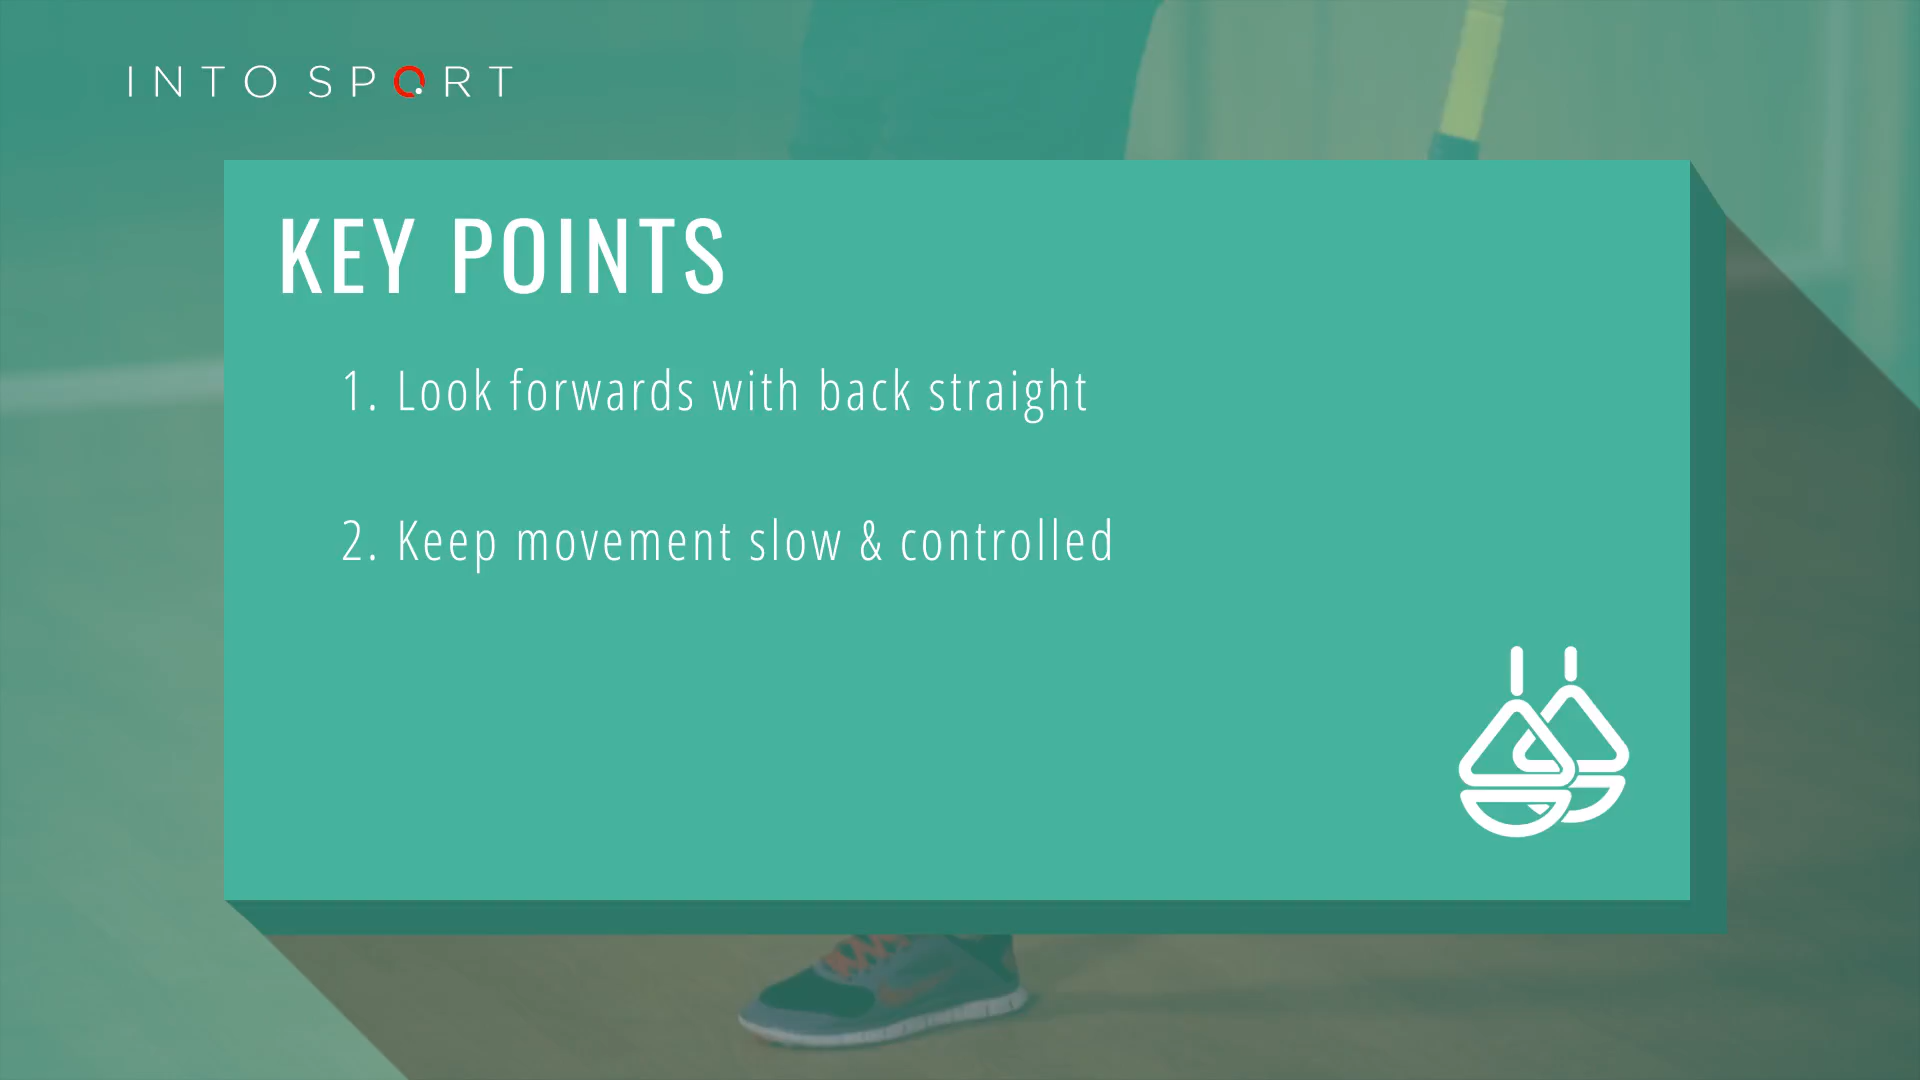 INTO SPORT
KEY POINTS
1. Look forwards with back straight
2. Keep movement slow & controlled